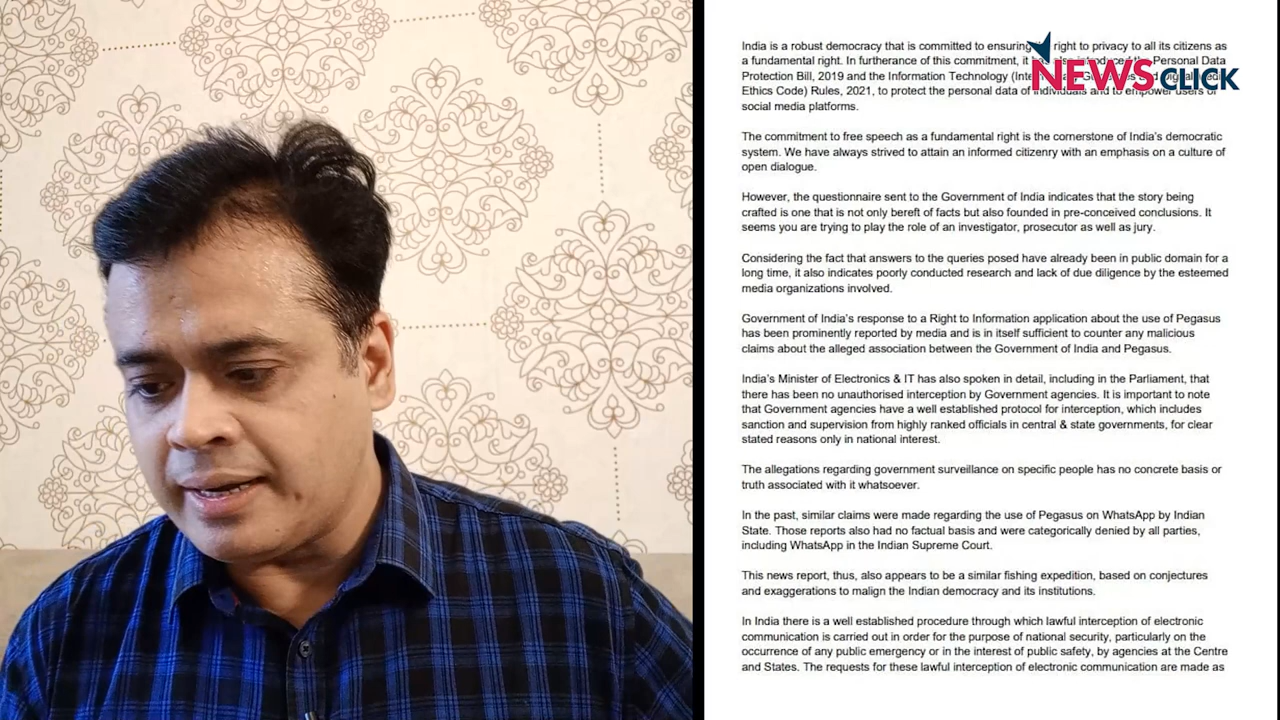 India is a robust democracy that is committed to ensuring right to privacy to all its citizens as
a fundamental right. In furtherance of this commitment, it Personal Data
Protection Bill, 2019 and the Information Technology
Ethics Code) Rules, 2021, to protect the personal data of individuals and to empower users of
social media platforms.
NEWSCLICK
The commitment to free speech as a fundamental right is the cornerstone of India's democratic
system. We have always strived to attain an informed citizenry with an emphasis on a culture of
open dialogue.
However, the questionnaire sent to the Government of India indicates that the story being
crafted is one that is not only bereft of facts but also founded in pre-conceived conclusions. It
seems you are trying to play the role of an investigator, prosecutor as well as jury.
Considering the fact that answers to the queries posed have already been in public domain for a
long time, it also indicates poorly conducted research and lack of due diligence by the esteemed
media organizations involved.
Government of India's response to a Right to Information application about the use of Pegasus
has been prominently reported by media and is in itself sufficient to counter any malicious
claims about the alleged association between the Government of India and Pegasus.
India's Minister of Electronics & IT has also spoken in detail, including in the Parliament, that
there has been no unauthorised interception by Government agencies. It is important to note
that Government agencies have a well established protocol for interception, which includes
sanction and supervision from highly ranked officials in central & state governments, for clear
stated reasons only in national interest.
The allegations regarding government surveillance on specific people has no concrete basis or
truth associated with it whatsoever.
In the past, similar claims were made regarding the use of Pegasus on WhatsApp by Indian
State. Those reports also had no factual basis and were categorically denied by all parties,
including WhatsApp in the Indian Supreme Court.
This news report, thus, also appears to be a similar fishing expedition, based on conjectures
and exaggerations to malign the Indian democracy and its institutions.
In India there is a well established procedure through which lawful interception of electronic
communication is carried out in order for the purpose of national security, particularly on the
occurrence of any public emergency or in the interest of public safety, by agencies at the Centre
and States. The requests for these lawful interception of electronic communication are made as